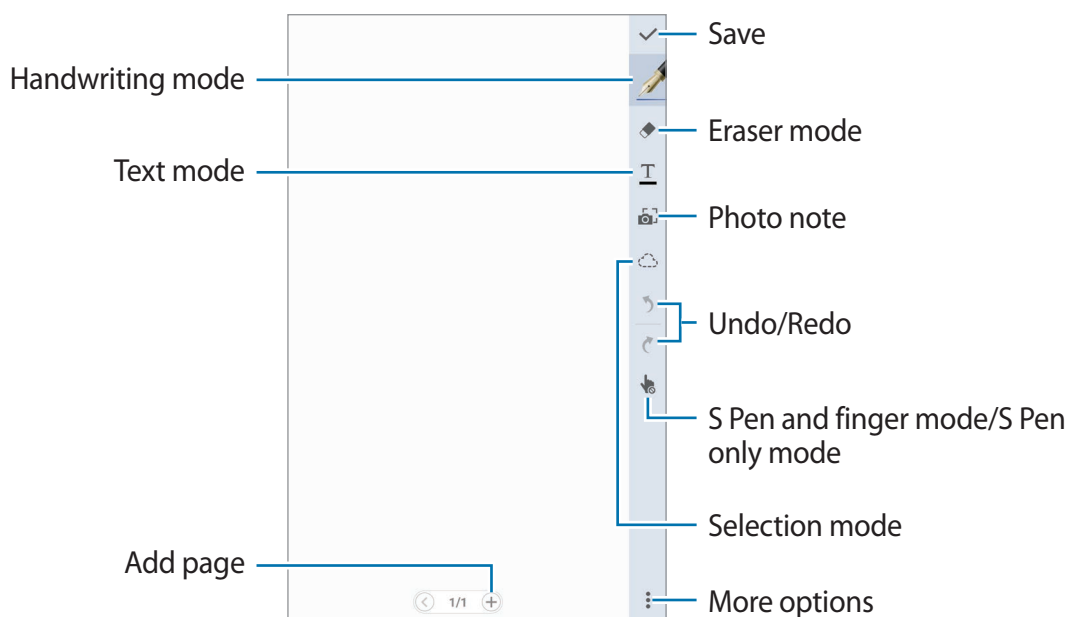 Save
Handwriting mode
Eraser mode
Text mode
T
Photo note
Undo/Redo
S Pen and finger mode/S Pen
only mode
Selection mode
Add page
1/1
More options